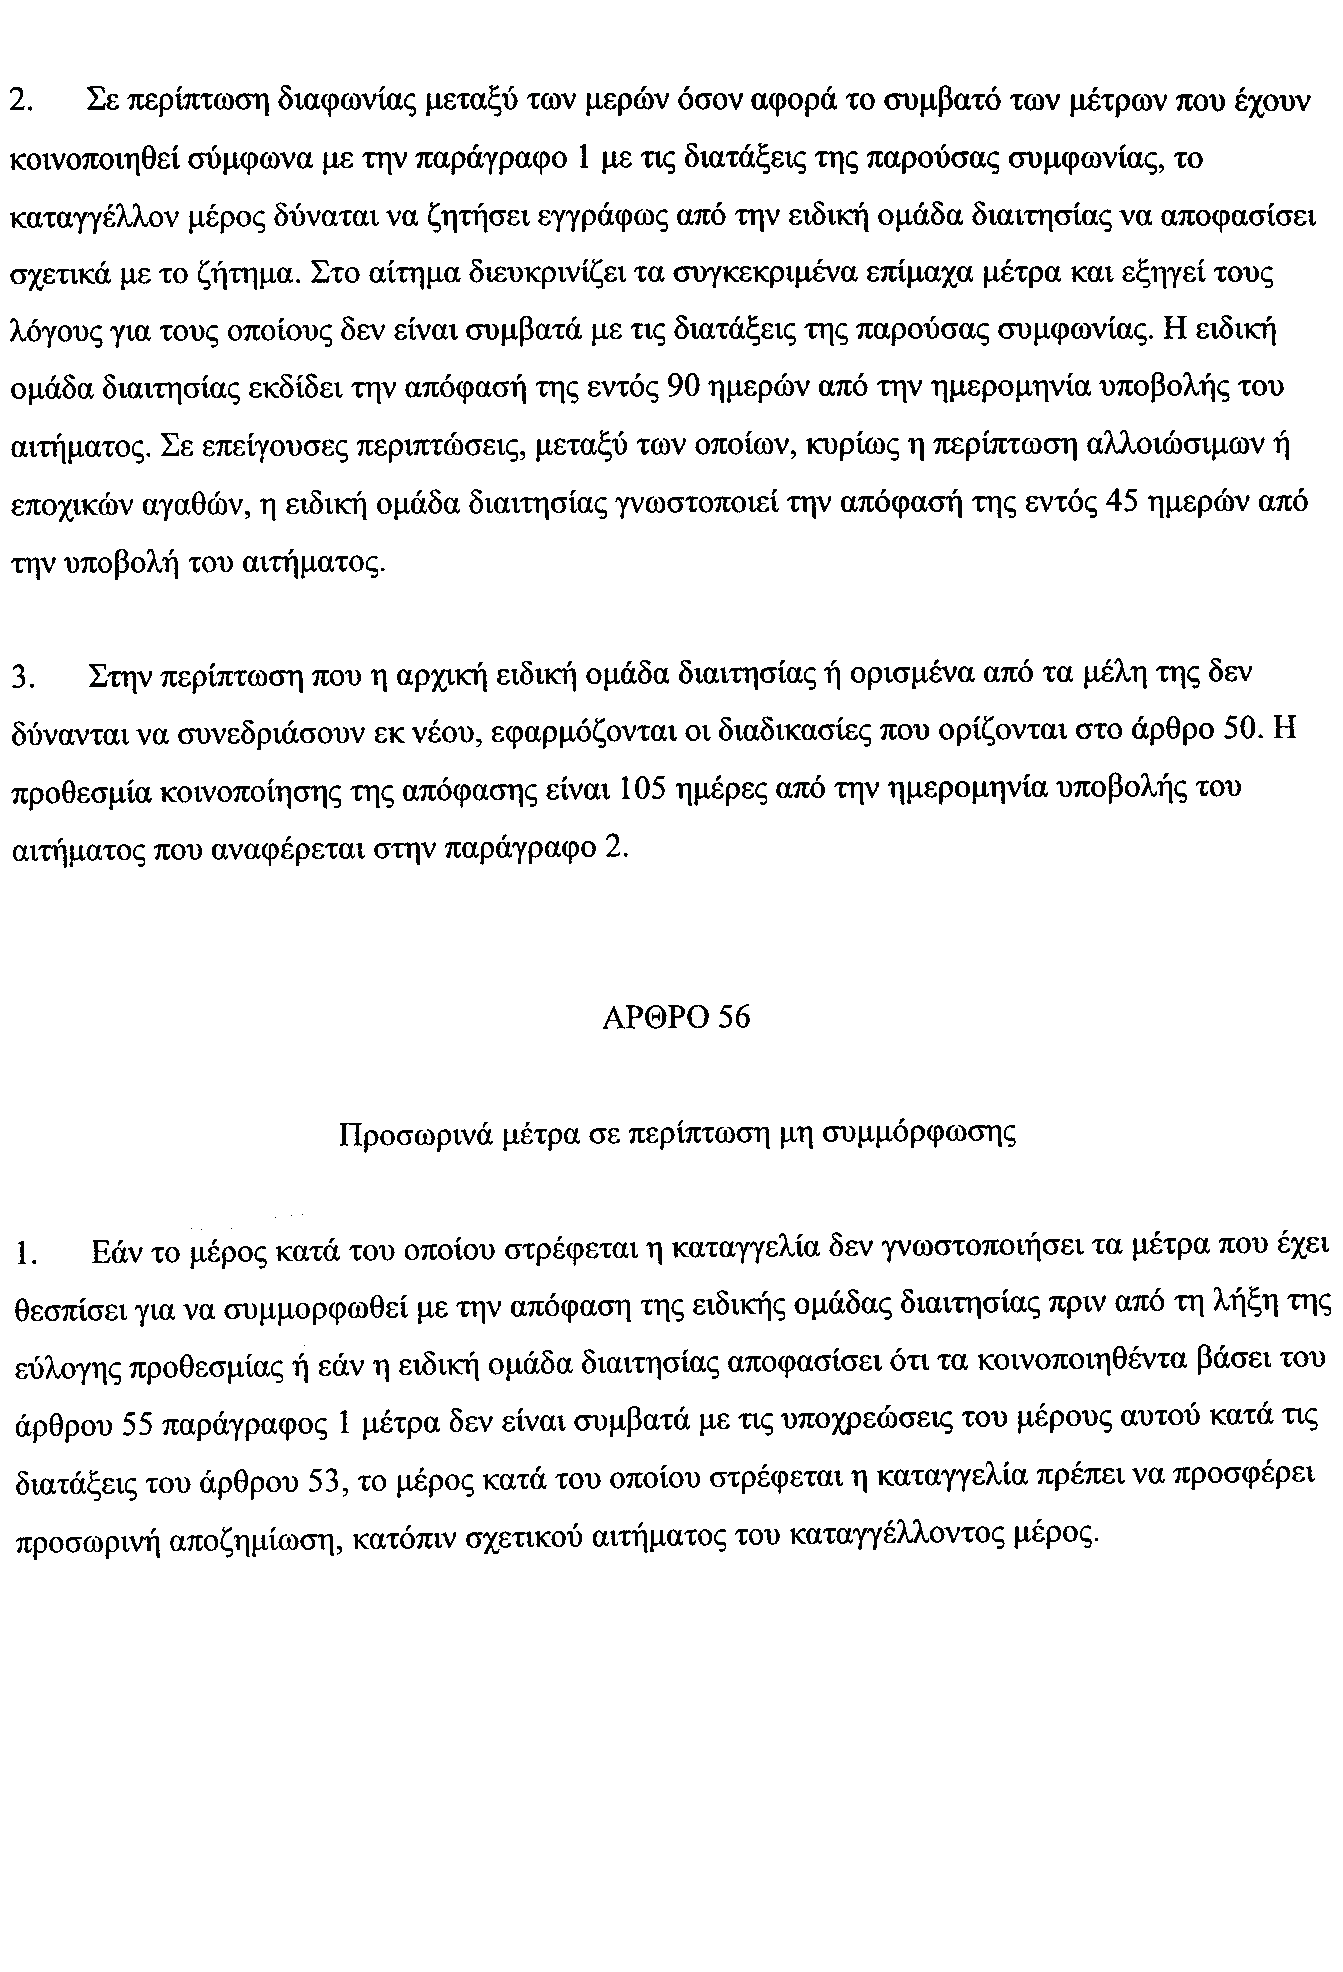 2. Σε περίπτωση διαφωνίας μεταξύ των μερών όσον αφορά το συμβατό των μέτρων που έχουν
κοινοποιηθεί σύμφωνα με την παράγραφο 1 με τις διατάξεις της παρούσας συμφωνίας, το
καταγγέλλον μέρος δύναται να ζητήσει εγγράφως από την ειδική ομάδα διαιτησίας να αποφασίσει
σχετικά με το ζήτημα. Στο αίτημα διευκρινίζει τα συγκεκριμένα επίμαχα μέτρα και εξηγεί τους
λόγους για τους οποίους δεν είναι συμβατά με τις διατάξεις της παρούσας συμφωνίας. Η ειδική
ομάδα διαιτησίας εκδίδει την απόφασή της εντός 90 ημερών από την ημερομηνία υποβολής του
αιτήματος. Σε επείγουσες περιπτώσεις, μεταξύ των οποίων, κυρίως η περίπτωση αλλοιώσιμων ή
εποχικών αγαθών, η ειδική ομάδα διαιτησίας γνωστοποιεί την απόφασή της εντός 45 ημερών από
την υποβολή του αιτήματος.
3. Στην περίπτωση που η αρχική ειδική ομάδα διαιτησίας ή ορισμένα από τα μέλη της δεν
δύνανται να συνεδριάσουν εκ νέου, εφαρμόζονται οι διαδικασίες που ορίζονται στο άρθρο 50. Η
προθεσμία κοινοποίησης της απόφασης είναι 105 ημέρες από την ημερομηνία υποβολής του
αιτήματος που αναφέρεται στην παράγραφο 2.
ΑΡΘΡΟ 56
Προσωρινά μέτρα σε περίπτωση μη συμμόρφωσης
1. Εάν το μέρος κατά του οποίου στρέφεται η καταγγελία δεν γνωστοποιήσει τα μέτρα που έχει
θεσπίσει για να συμμορφωθεί με την απόφαση της ειδικής ομάδας διαιτησίας πριν από τη λήξη της
εύλογης προθεσμίας ή εάν η ειδική ομάδα διαιτησίας αποφασίσει ότι τα κοινοποιηθέντα βάσει του
άρθρου 55 παράγραφος 1 μέτρα δεν είναι συμβατά με τις υποχρεώσεις του μέρους αυτού κατά τις
διατάξεις του άρθρου 53, το μέρος κατά του οποίου στρέφεται η καταγγελία πρέπει να προσφέρει
προσωρινή αποζημίωση, κατόπιν σχετικού αιτήματος του καταγγέλλοντος μέρος.